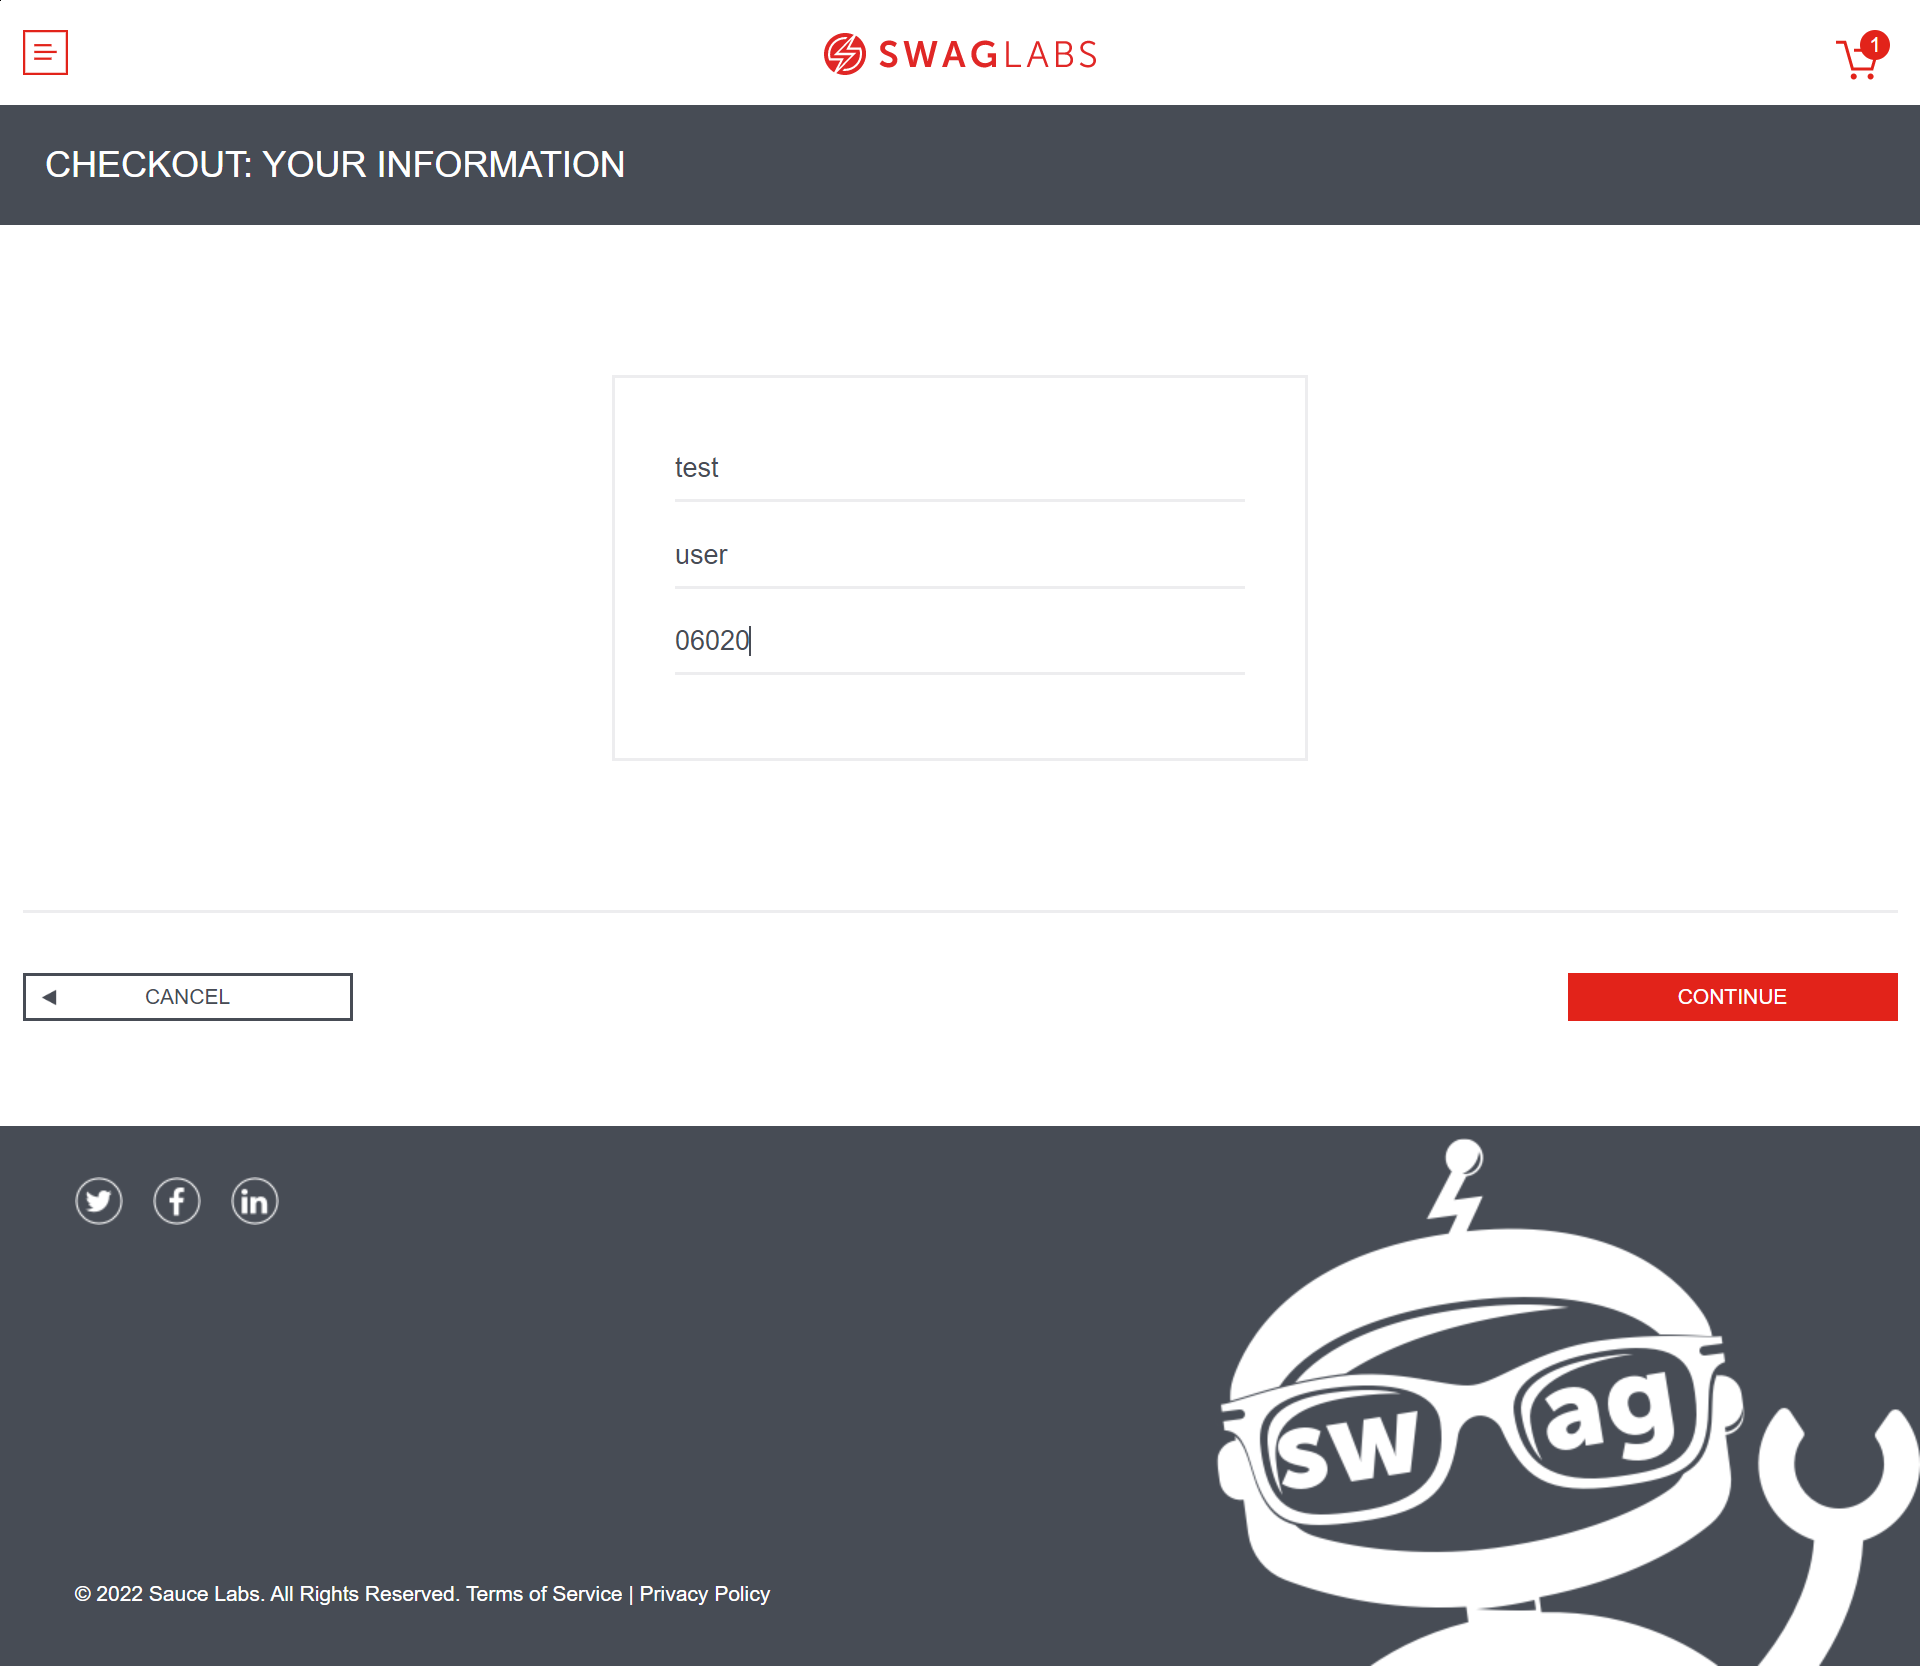 SWAGLABS
1
CHECKOUT: YOUR INFORMATION
test
user
06020
CANCEL
CONTINUE
sw ag
© 2022 Sauce Labs. All Rights Reserved. Terms of Service | Privacy Policy